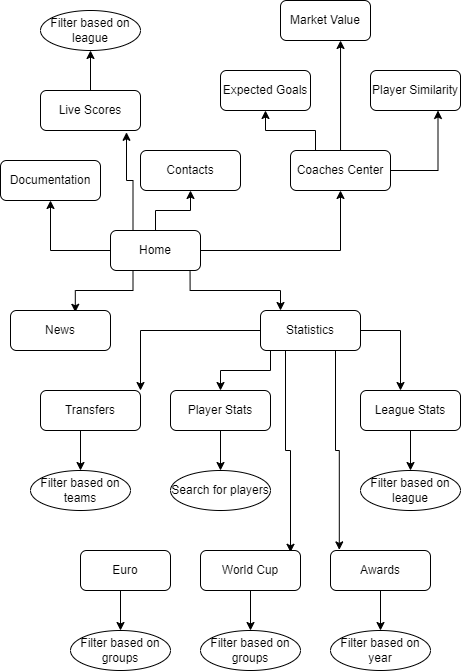 Market Value
Filter based on
league
Expected Goals
Player Similarity
Live Scores
Documentation
Contacts
Coaches Center
Home
News
Statistics
Transfers
Player Stats
League Stats
Filter based on
teams
Search for players
Filter based on
league
Euro
World Cup
Awards
Filter based on
groups
Filter based on
groups
Filter based on
year